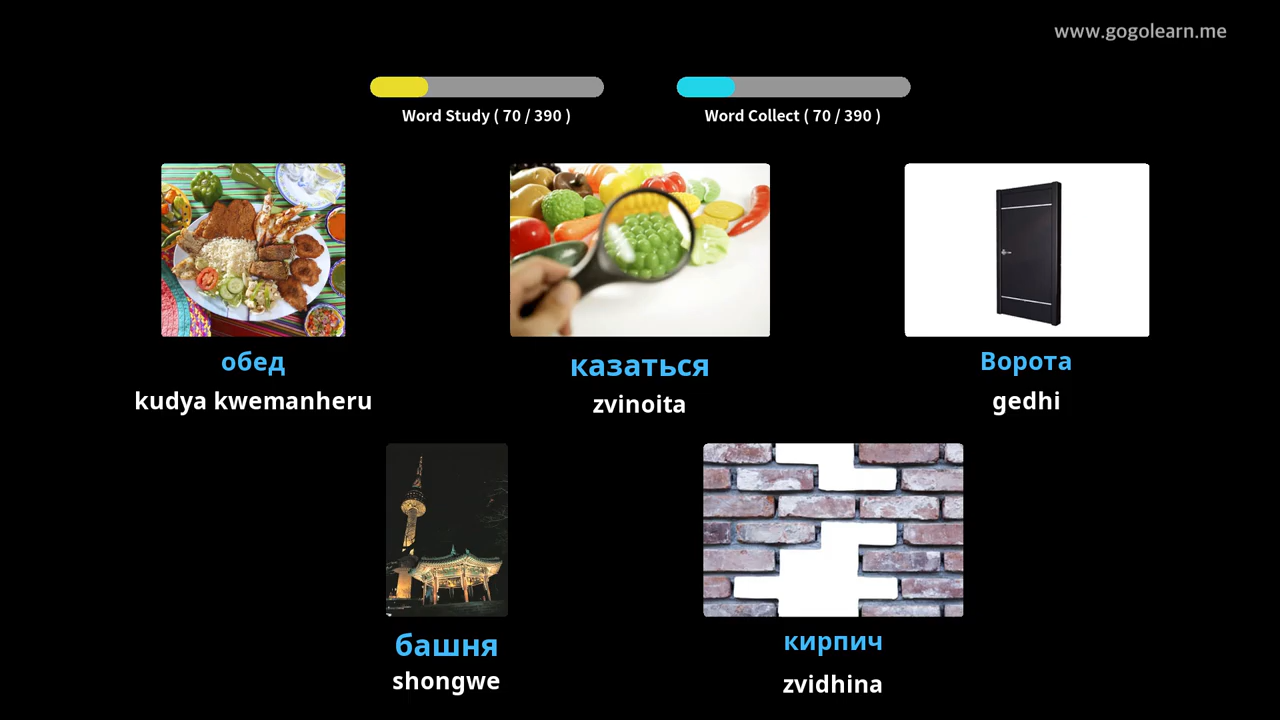 www.gogolearn.me
Word Study ( 70 / 390 )
Word Collect ( 70 / 390 )
обед
kudya kwemanheru
казаться
zvinoita
Ворота
gedhi
башня
shongwe
кирпич
zvidhina